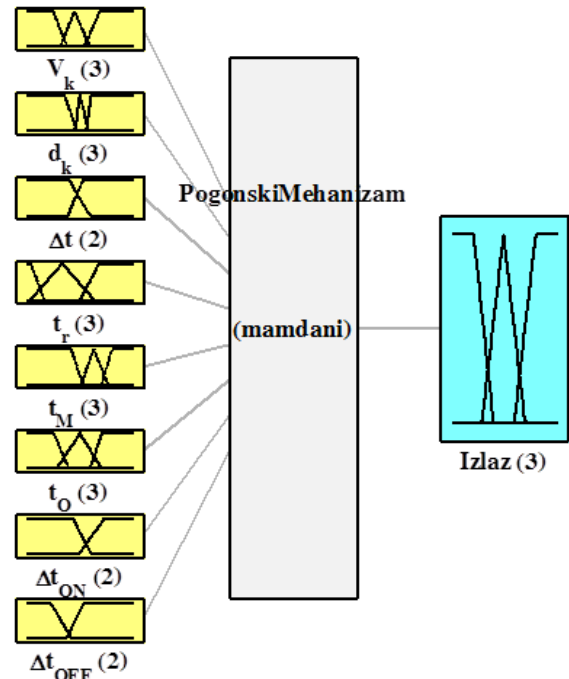 V_k (3)
d_k (3)
Δt (2)
t_r (3)
t_M (3)
t_O (3)
Δt_ON (2)
Δt_OFF (2)
PogonskiMehanizam
(mamdani)
Izlaz (3)